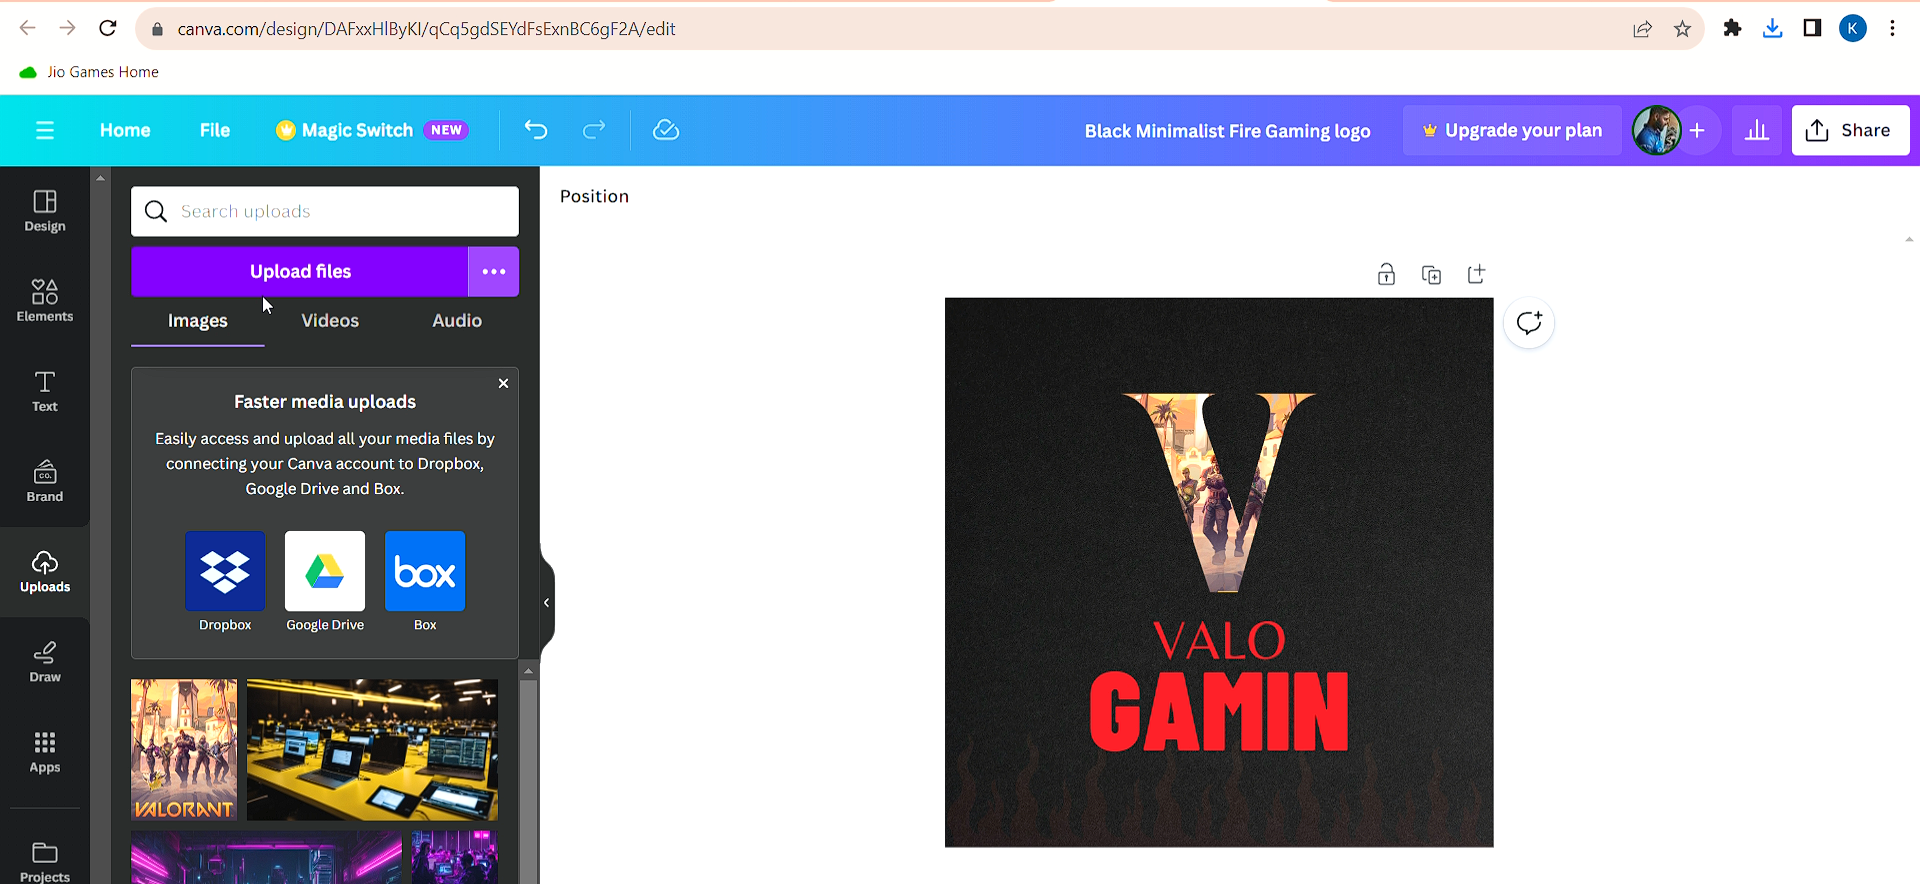 canva.com/design/DAFxxHlByKI/qCq5gdSEYdFsExnBC6gF2A/edit
K
Jio Games Home
Home
File
Magic Switch
NEW
Black Minimalist Fire Gaming logo
Upgrade your plan
Share
Design
Elements
Text
CO.
Brand
Uploads
Draw
Apps
Projects
Search uploads
Upload files
Images
Videos
Audio
Faster media uploads
Easily access and upload all your media files by
connecting your Canva account to Dropbox,
Google Drive and Box.
box
Dropbox
Google Drive
Box
VALORANT
Position
V
VALO
GAMIN